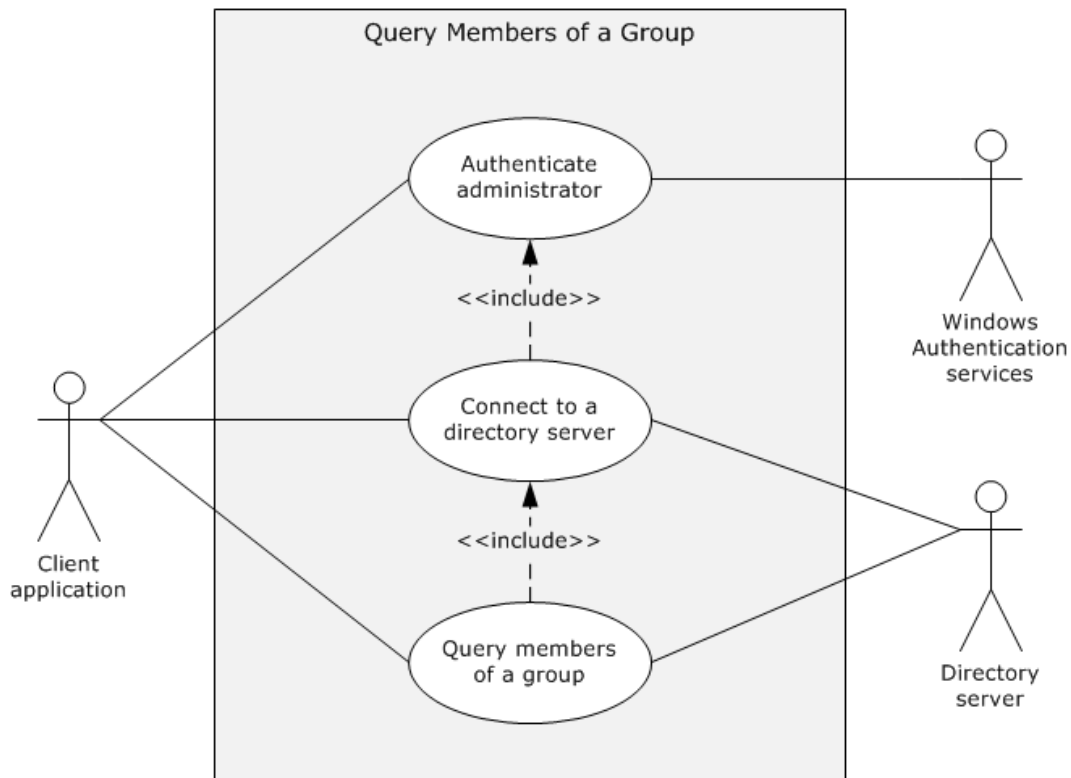 Query Members of a Group
Authenticate
administrator
<<include>>
Windows
Authentication
services
Connect to a
directory server
Client
application
<<include>>
Query members
of a group
Directory
server